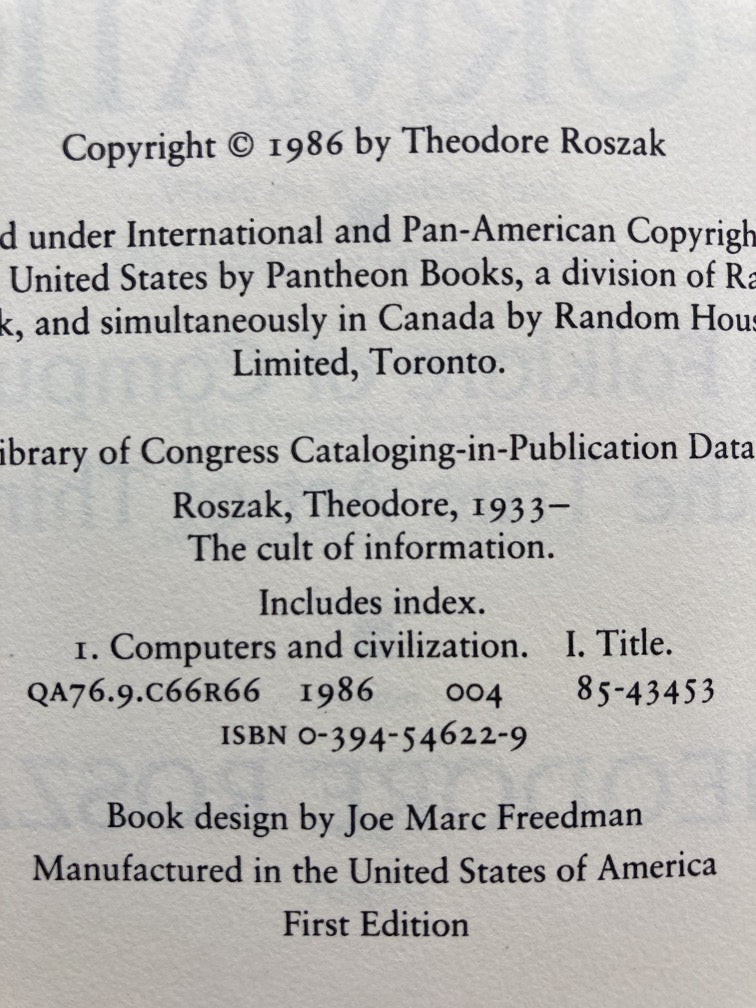 Copyright © 1986 by Theodore Roszak
d under International and Pan-American Copyrigh
United States by Pantheon Books, a division of Ra
k, and simultaneously in Canada by Random Hous
Limited, Toronto.
ibrary of Congress Cataloging-in-Publication Data
Roszak, Theodore, 1933–
The cult of information.
Includes index.
1. Computers and civilization. I. Title.
QA76.9.C66R66 1986 004 85-43453
ISBN 0-394-54622-9
Book design by Joe Marc Freedman
Manufactured in the United States of America
First Edition